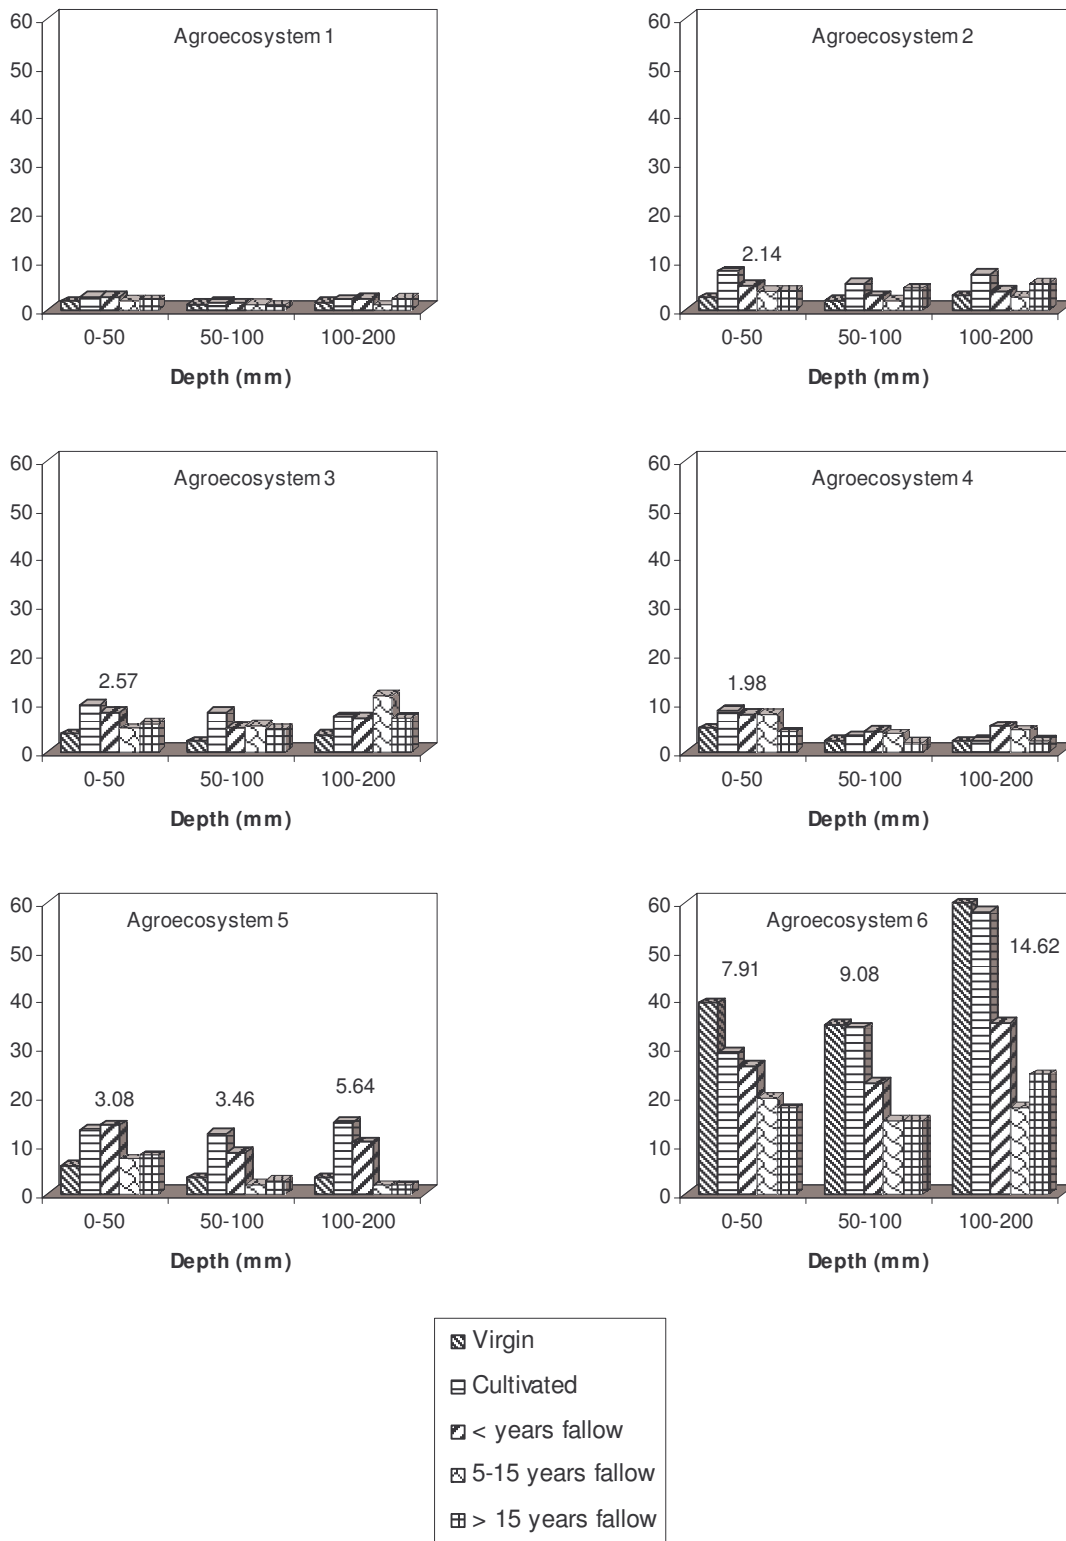 Agroecosystem 1
60
50
40
30
20
10
0
0-50 50-100 100-200
Depth (mm)
Agroecosystem 2
60
50
40
30
20
10
0
2.14
0-50 50-100 100-200
Depth (mm)
Agroecosystem 3
60
50
40
30
20
10
0
2.57
0-50 50-100 100-200
Depth (mm)
Agroecosystem 4
60
50
40
30
20
10
0
1.98
0-50 50-100 100-200
Depth (mm)
Agroecosystem 5
60
50
40
30
20
10
0
3.08 3.46 5.64
0-50 50-100 100-200
Depth (mm)
Agroecosystem 6
60
50
40
30
20
10
0
7.91 9.08 14.62
0-50 50-100 100-200
Depth (mm)
Virgin
Cultivated
< years fallow
5-15 years fallow
> 15 years fallow